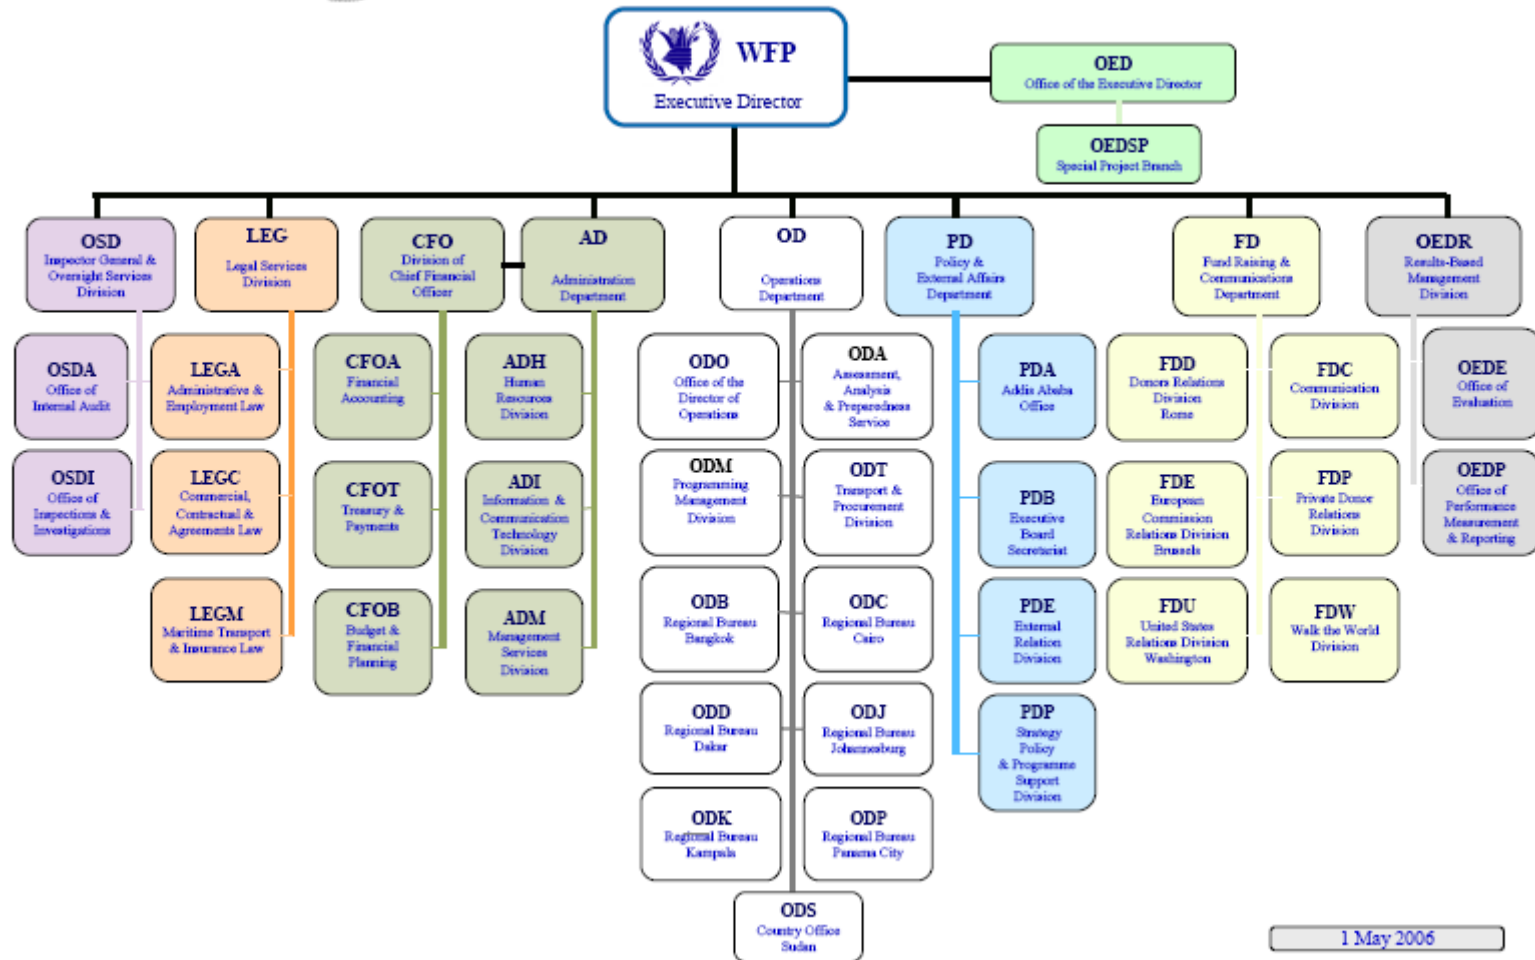 WFP
Executive Director
OED
Office of the Executive Director
OEDSP
Special Project Branch
OSD
Inspector General &
Oversight Services
Division
LEG
Legal Services
Division
CFO
Division of
Chief Financial
Officer
AD
Administration
Department
OD
Operations
Department
PD
Policy &
External Affairs
Department
FD
Fund Raising &
Communications
Department
OEDR
Results-Based
Management
Division
OSDA
Office of
Internal Audit
LEGA
Administrative &
Employment Law
CFOA
Financial
Accounting
ADH
Human
Resources
Division
ODO
Office of the
Director of
Operations
ODA
Assessment,
Analysis
& Preparedness
Service
PDA
Addis Ababa
Office
FDD
Donors Relations
Division
Rome
FDC
Communication
Division
OEDE
Office of
Evaluation
OSDI
Office of
Inspections &
Investigations
LEGC
Commercial,
Contractual &
Agreements Law
CFOT
Treasury &
Payments
ADI
Information &
Communication
Technology
Division
ODM
Programming
Management
Division
ODT
Transport &
Procurement
Division
PDB
Executive
Board
Secretariat
FDE
European
Commission
Relations Division
Brussels
FDP
Private Donor
Relations
Division
OEDP
Office of
Performance
Measurement
& Reporting
LEGM
Maritime Transport
& Insurance Law
CFOB
Budget &
Financial
Planning
ADM
Management
Services
Division
ODB
Regional Bureau
Bangkok
ODC
Regional Bureau
Cairo
PDE
External
Relation
Division
FDU
United States
Relations Division
Washington
FDW
Walk the World
Division
ODD
Regional Bureau
Dakar
ODJ
Regional Bureau
Johannesburg
PDP
Strategy
Policy
& Programme
Support
Division
ODK
Regional Bureau
Kampala
ODP
Regional Bureau
Panama City
ODS
Country Office
Sudan
1 May 2006